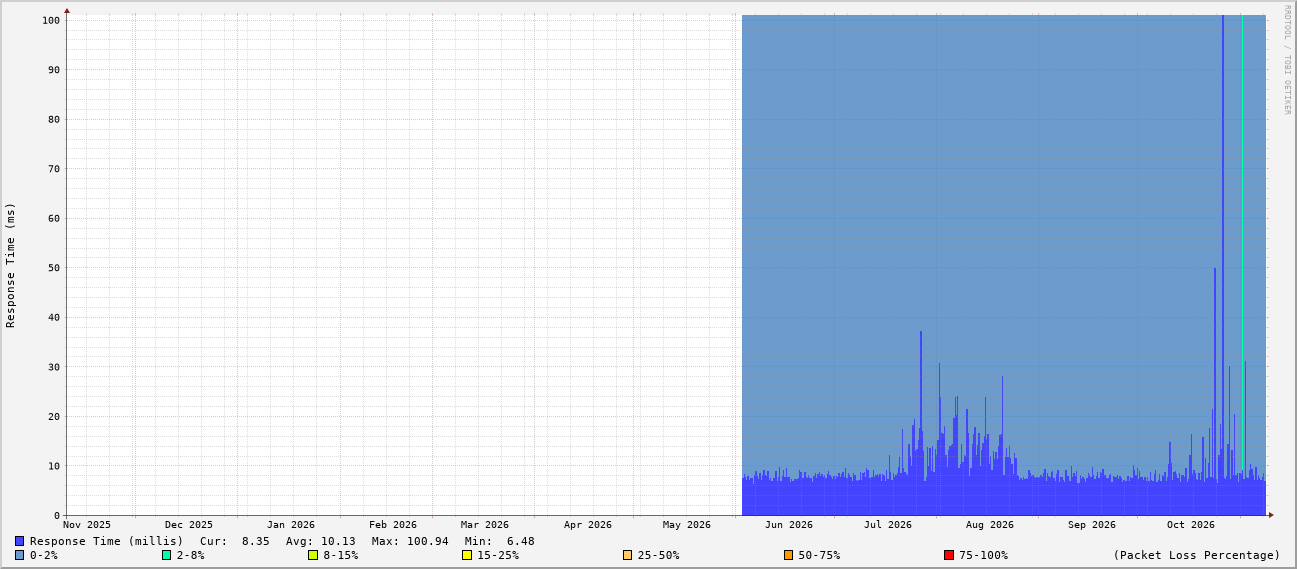 RRDTOOL / TOBI OETIKER
Response Time (ms)
100
90
80
70
60
50
40
30
20
10
0
Nov 2025 Dec 2025 Jan 2026 Feb 2026 Mar 2026 Apr 2026 May 2026 Jun 2026 Jul 2026 Aug 2026 Sep 2026 Oct 2026
Response Time (millis) Cur: 8.35 Avg: 10.13 Max: 100.94 Min: 6.48
0-2% 2-8% 8-15% 15-25% 25-50% 50-75% 75-100% (Packet Loss Percentage)